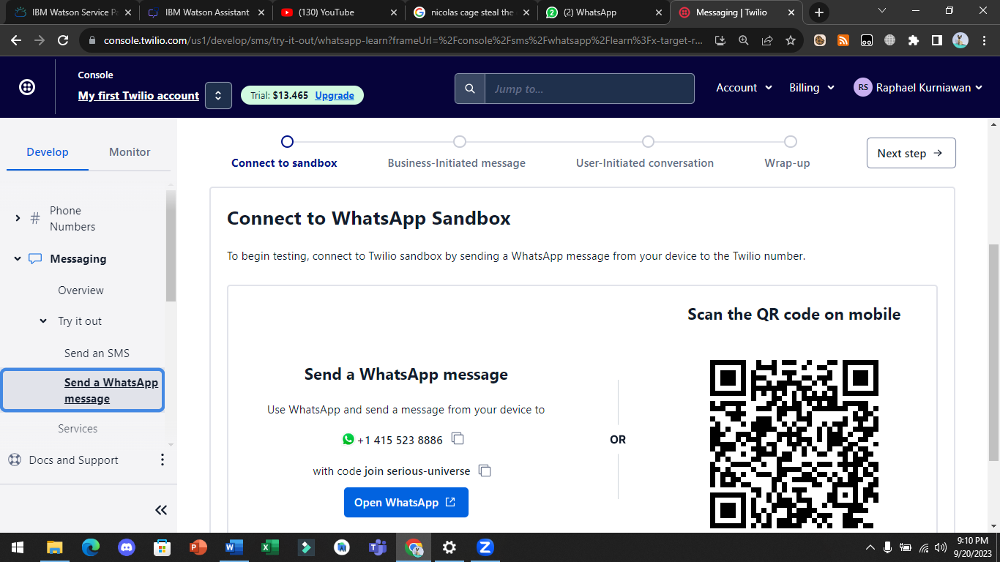 IBM Watson Service Pa
IBM Watson Assistant
(130) YouTube
nicolas cage steal the
(2) WhatsApp
Messaging | Twilio
console.twilio.com/us1/develop/sms/try-it-out/whatsapp-learn?frameUrl=%2Fconsole%2Fsms%2Fwhatsapp%2Flearn%3Fx-target-r...
Console
My first Twilio account
Trial: $13.465 Upgrade
Jump to...
Account
Billing
RS
Raphael Kurniawan
Develop
Monitor
Connect to sandbox
Business-Initiated message
User-Initiated conversation
Wrap-up
Next step →
# Phone
Numbers
Messaging
Overview
Try it out
Send an SMS
Send a WhatsApp
message
Services
Docs and Support
Connect to WhatsApp Sandbox
To begin testing, connect to Twilio sandbox by sending a WhatsApp message from your device to the Twilio number.
Send a WhatsApp message
Use WhatsApp and send a message from your device to
+1 415 523 8886
with code join serious-universe
Open WhatsApp
OR
Scan the QR code on mobile
9:10 PM
9/20/2023